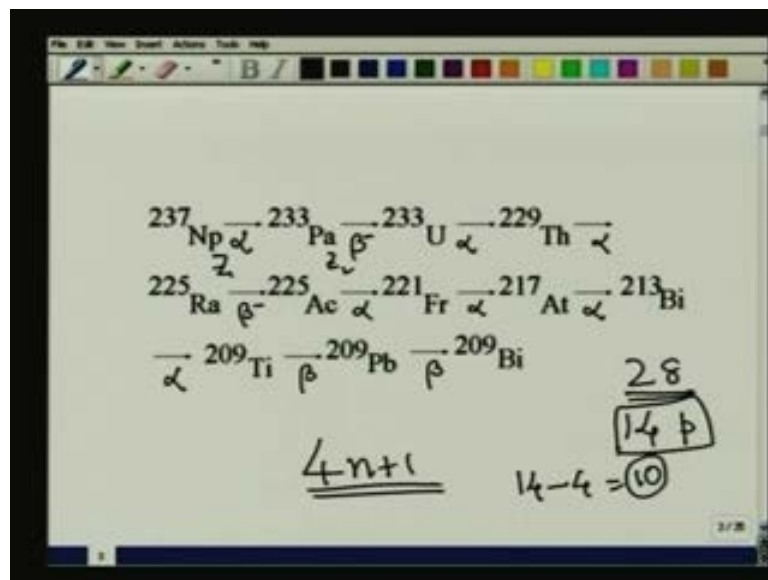 File Edit View Insert Actions Tools Help
B I
237Np →α 233Pa →β- 233U →α 229Th →α
Z
225Ra →β- 225Ac →α 221Fr →α 217At →α 213Bi
→α 209Ti →β 209Pb →β 209Bi
28
14 p
4n+1
14-4=10